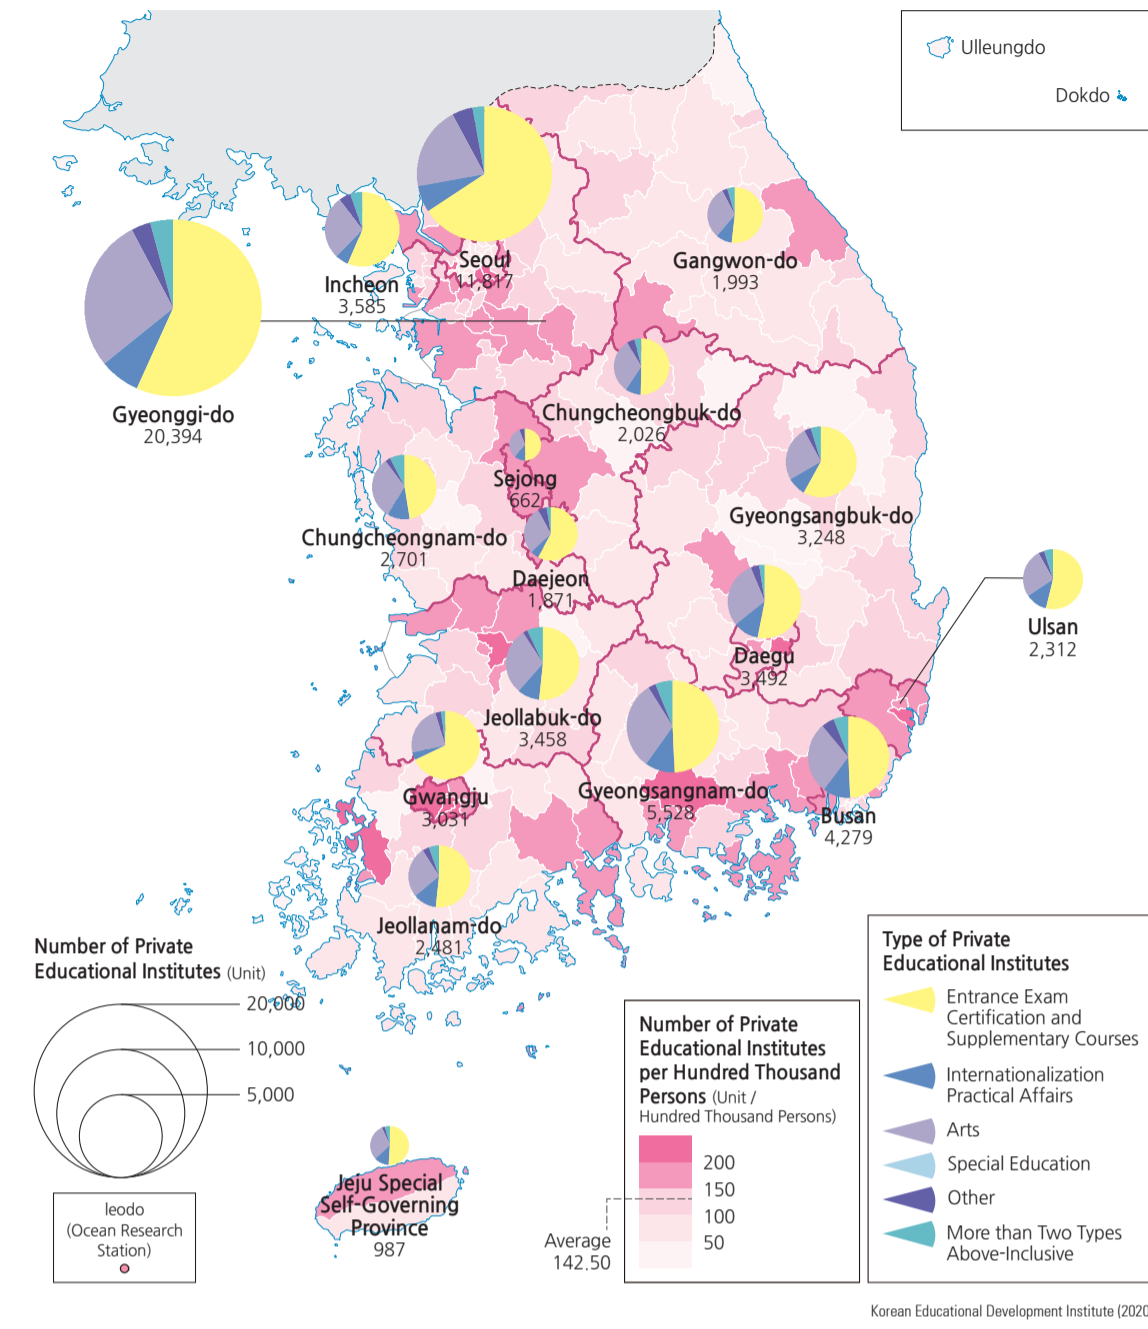 Ulleungdo
Dokdo
Seoul
11,817
Incheon
3,585
Gangwon-do
1,993
Gyeonggi-do
20,394
Chungcheongbuk-do
2,026
Sejong
662
Gyeongsangbuk-do
3,248
Chungcheongnam-do
2,701
Daejeon
1,871
Ulsan
2,312
Daegu
3,492
Jeollabuk-do
3,458
Gwangju
3,031
Gyeongsangnam-do
5,528
Busan
4,279
Jeollanam-do
2,481
Number of Private
Educational Institutes (Unit)
20,000
10,000
5,000
Ieodo
(Ocean Research
Station)
Jeju Special
Self-Governing
Province
987
Average
142.50
Number of Private
Educational Institutes
per Hundred Thousand
Persons (Unit /
Hundred Thousand Persons)
200
150
100
50
Type of Private
Educational Institutes
Entrance Exam
Certification and
Supplementary Courses
Internationalization
Practical Affairs
Arts
Special Education
Other
More than Two Types
Above-Inclusive
Korean Educational Development Institute (2020